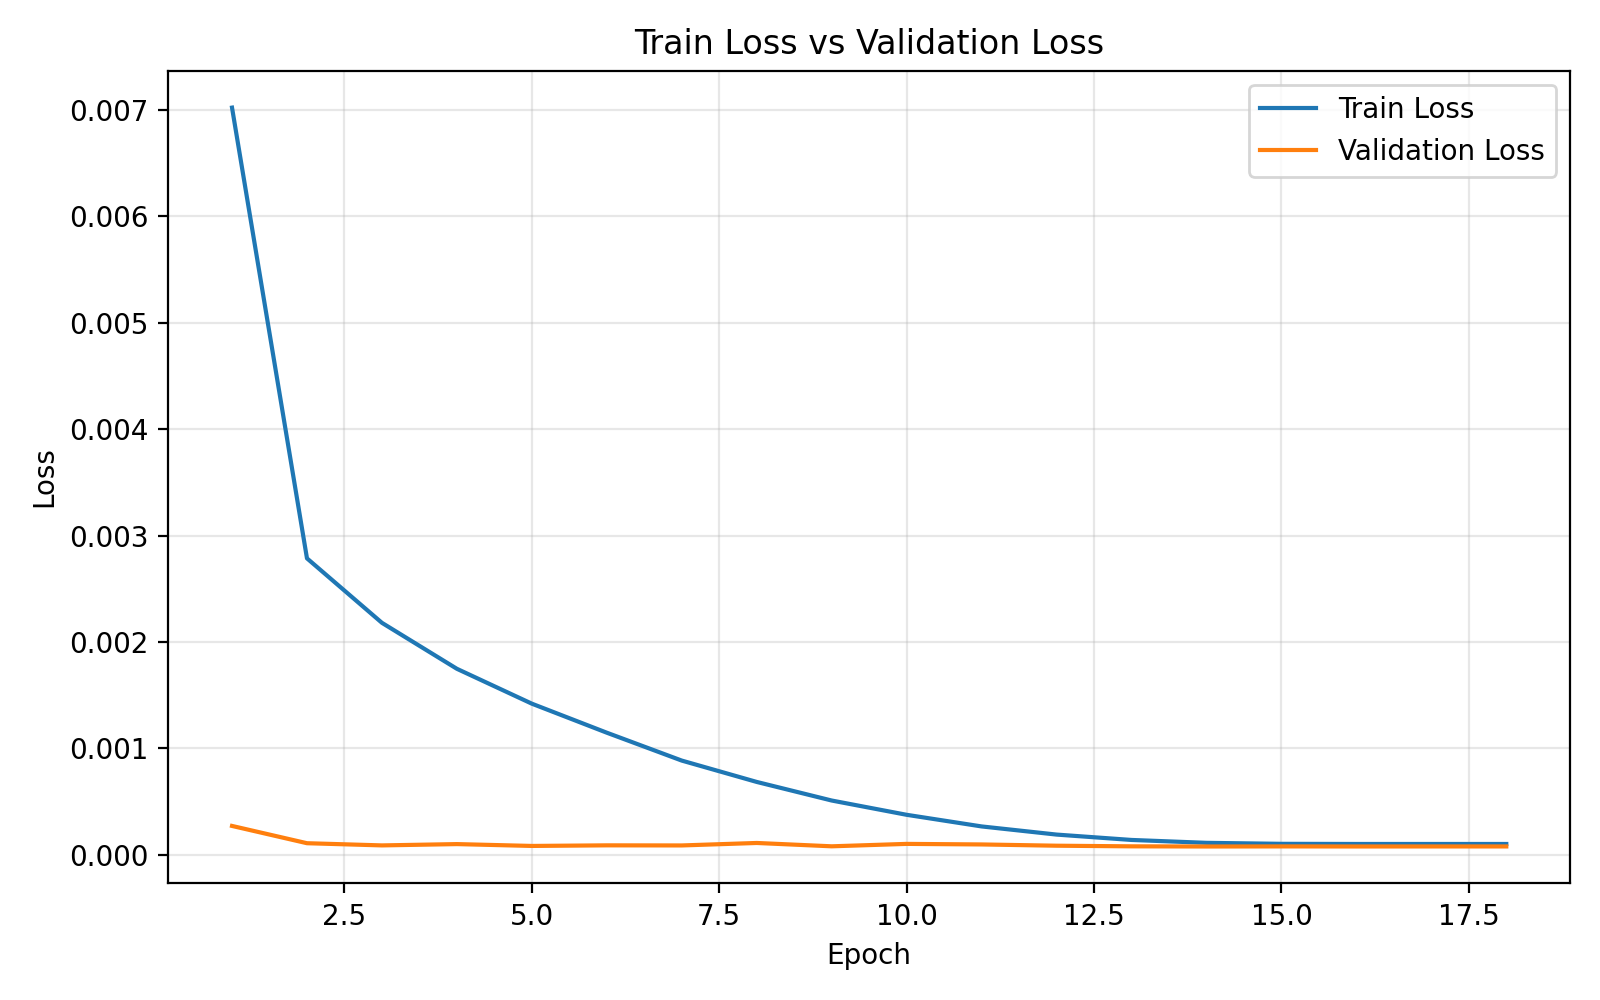 Train Loss vs Validation Loss
Train Loss
Validation Loss
0.007
0.006
0.005
0.004
0.003
0.002
0.001
0.000
Loss
2.5 5.0 7.5 10.0 12.5 15.0 17.5
Epoch